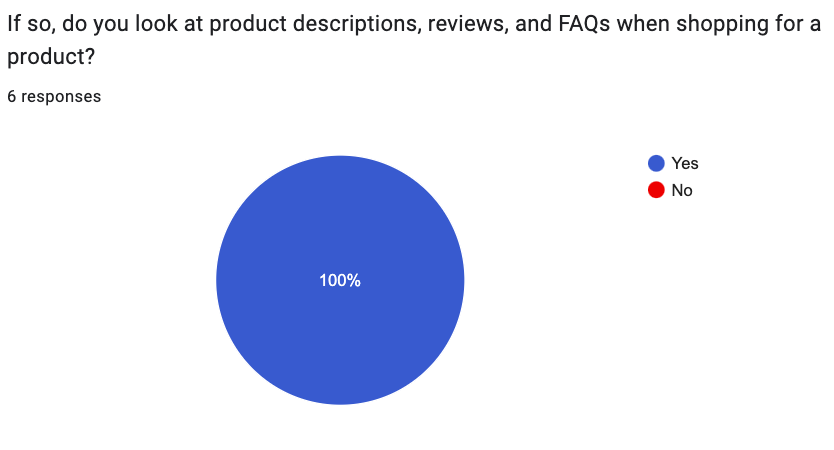 If so, do you look at product descriptions, reviews, and FAQs when shopping for a
product?
6 responses
Yes
No
100%